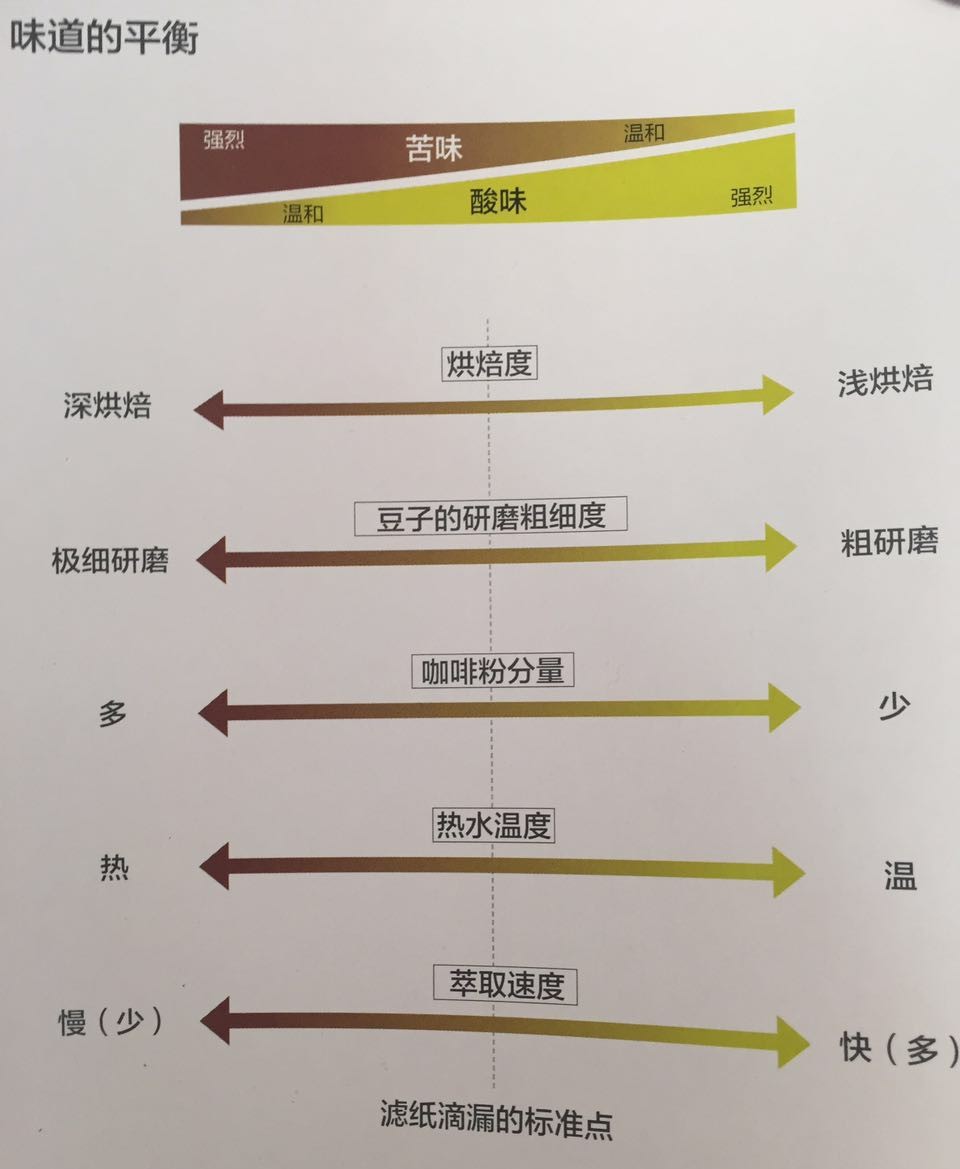 味道的平衡
强烈 苦味 温和
温和 酸味 强烈
烘焙度
深烘焙 浅烘焙
豆子的研磨粗细度
极细研磨 粗研磨
咖啡粉分量
多 少
热水温度
热 温
萃取速度
慢（少） 快（多）
滤纸滴漏的标准点